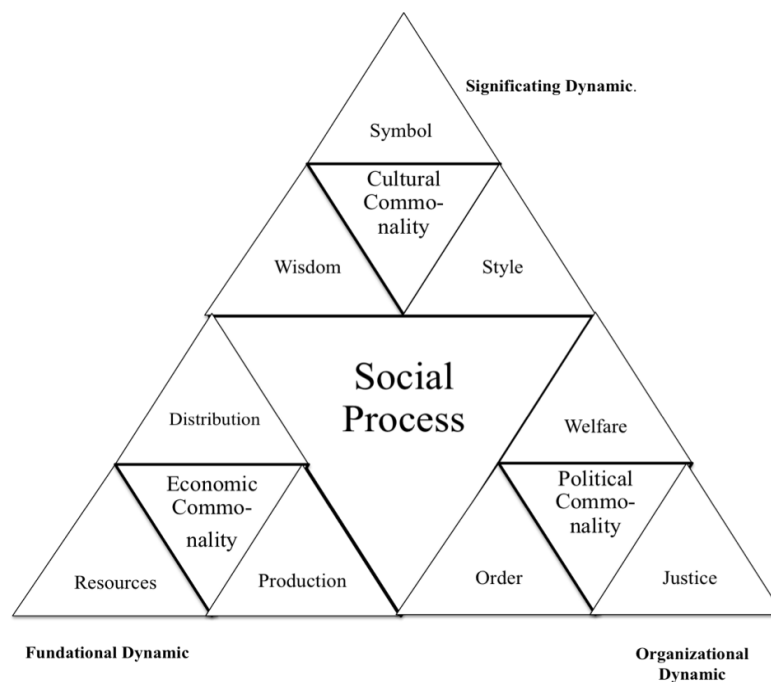 Significating Dynamic.
Symbol
Cultural
Commo-
nality
Wisdom
Style
Social
Process
Distribution
Welfare
Economic
Commo-
nality
Political
Commo-
nality
Resources
Production
Order
Justice
Fundational Dynamic
Organizational
Dynamic